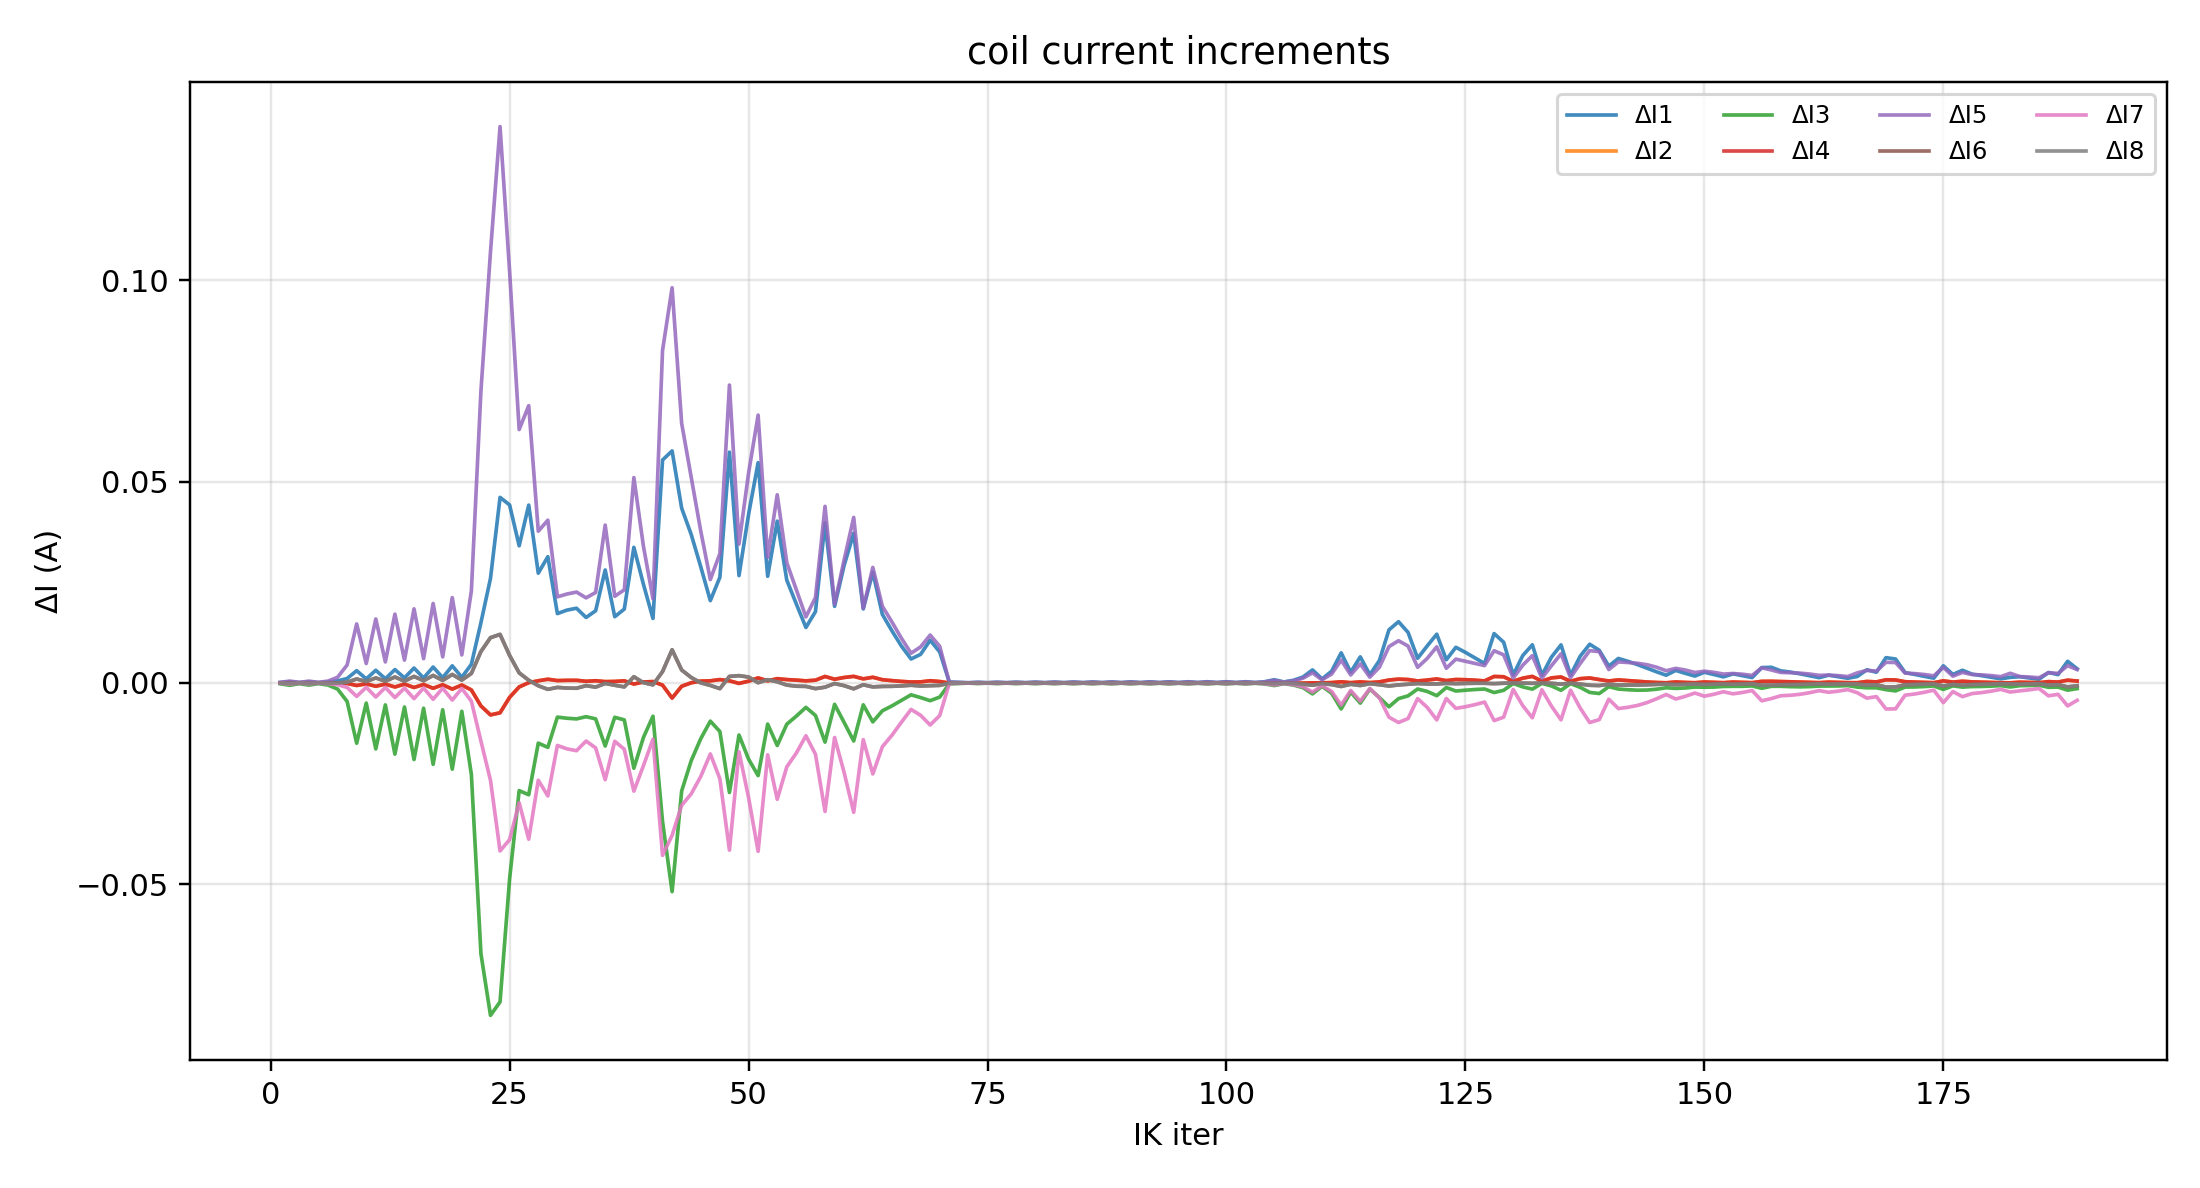 coil current increments
ΔI1 ΔI3 ΔI5 ΔI7
ΔI2 ΔI4 ΔI6 ΔI8
0.10
0.05
0.00
−0.05
ΔI (A)
0 25 50 75 100 125 150 175
IK iter